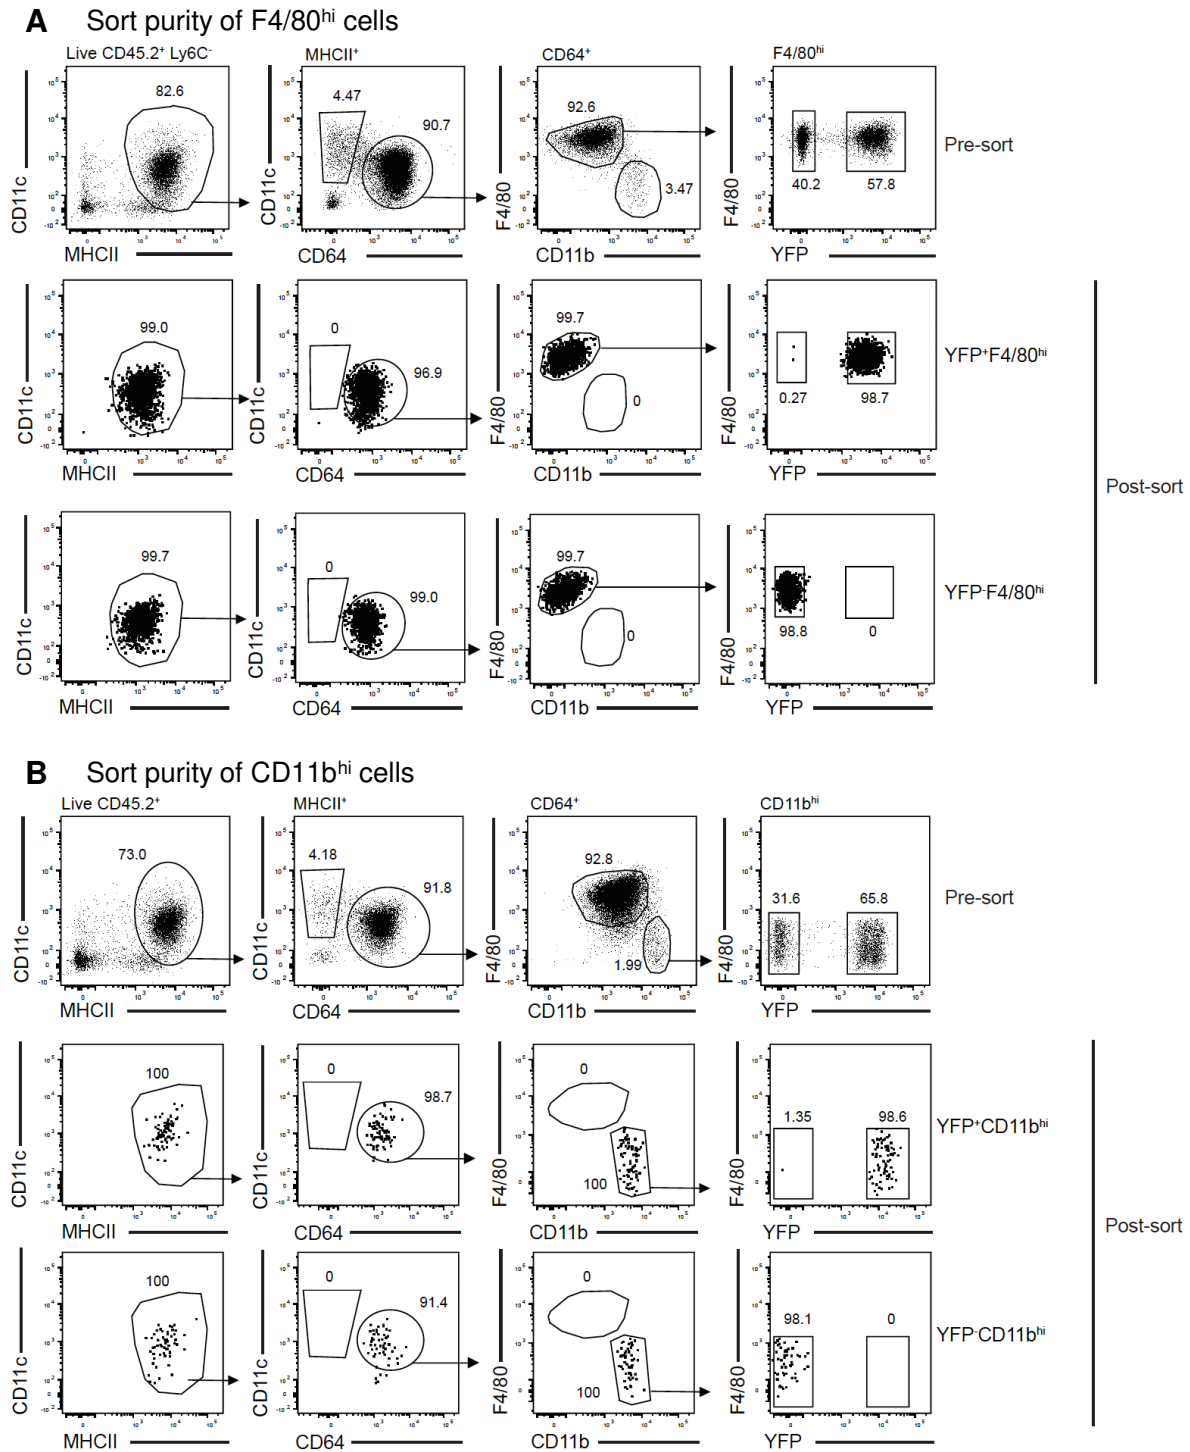 A Sort purity of F4/80hi cells
Live CD45.2+ Ly6C-
MHCII+
CD64+
F4/80hi
82.6
4.47
90.7
92.6
3.47
40.2
57.8
Pre-sort
CD11c
MHCII
CD11c
CD64
F4/80
CD11b
F4/80
YFP
99.0
0
96.9
99.7
0
0.27
98.7
YFP+F4/80hi
CD11c
MHCII
CD11c
CD64
F4/80
CD11b
F4/80
YFP
Post-sort
99.7
0
99.0
99.7
0
98.8
0
YFP-F4/80hi
CD11c
MHCII
CD11c
CD64
F4/80
CD11b
F4/80
YFP
B Sort purity of CD11bhi cells
Live CD45.2+
MHCII+
CD64+
CD11bhi
73.0
4.18
91.8
92.8
1.99
31.6
65.8
Pre-sort
CD11c
MHCII
CD11c
CD64
F4/80
CD11b
F4/80
YFP
100
0
98.7
0
100
1.35
98.6
YFP+CD11bhi
CD11c
MHCII
CD11c
CD64
F4/80
CD11b
F4/80
YFP
Post-sort
100
0
91.4
0
100
98.1
0
YFP-CD11bhi
CD11c
MHCII
CD11c
CD64
F4/80
CD11b
F4/80
YFP